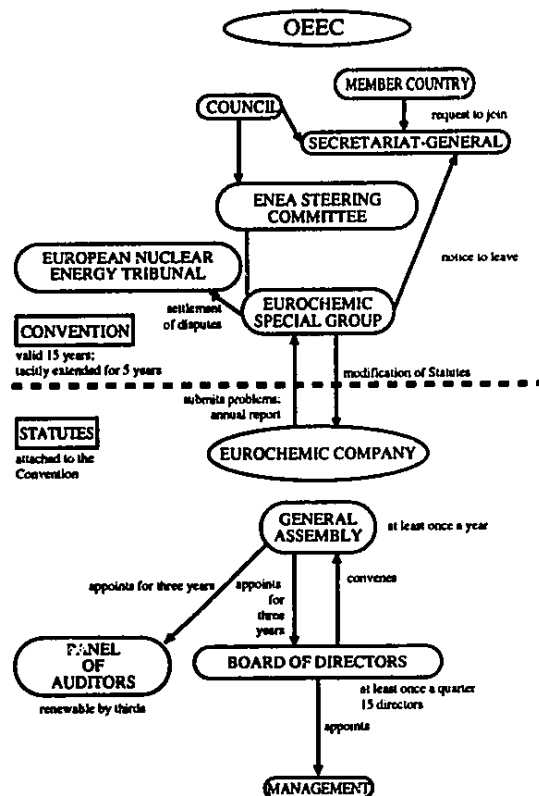 OEEC
MEMBER COUNTRY
COUNCIL
request to join
SECRETARIAT-GENERAL
ENEA STEERING
COMMITTEE
EUROPEAN NUCLEAR
ENERGY TRIBUNAL
notice to leave
settlement
of disputes
EUROCHEMIC
SPECIAL GROUP
CONVENTION
valid 15 years;
tacitly extended for 5 years
modification of Statutes
submits problems;
annual report
STATUTES
attached to the
Convention
EUROCHEMIC COMPANY
GENERAL
ASSEMBLY
at least once a year
appoints for three years
appoints
for
three
years
convenes
PANEL
OF
AUDITORS
renewable by thirds
BOARD OF DIRECTORS
at least once a quarter
15 directors
appoints
MANAGEMENT